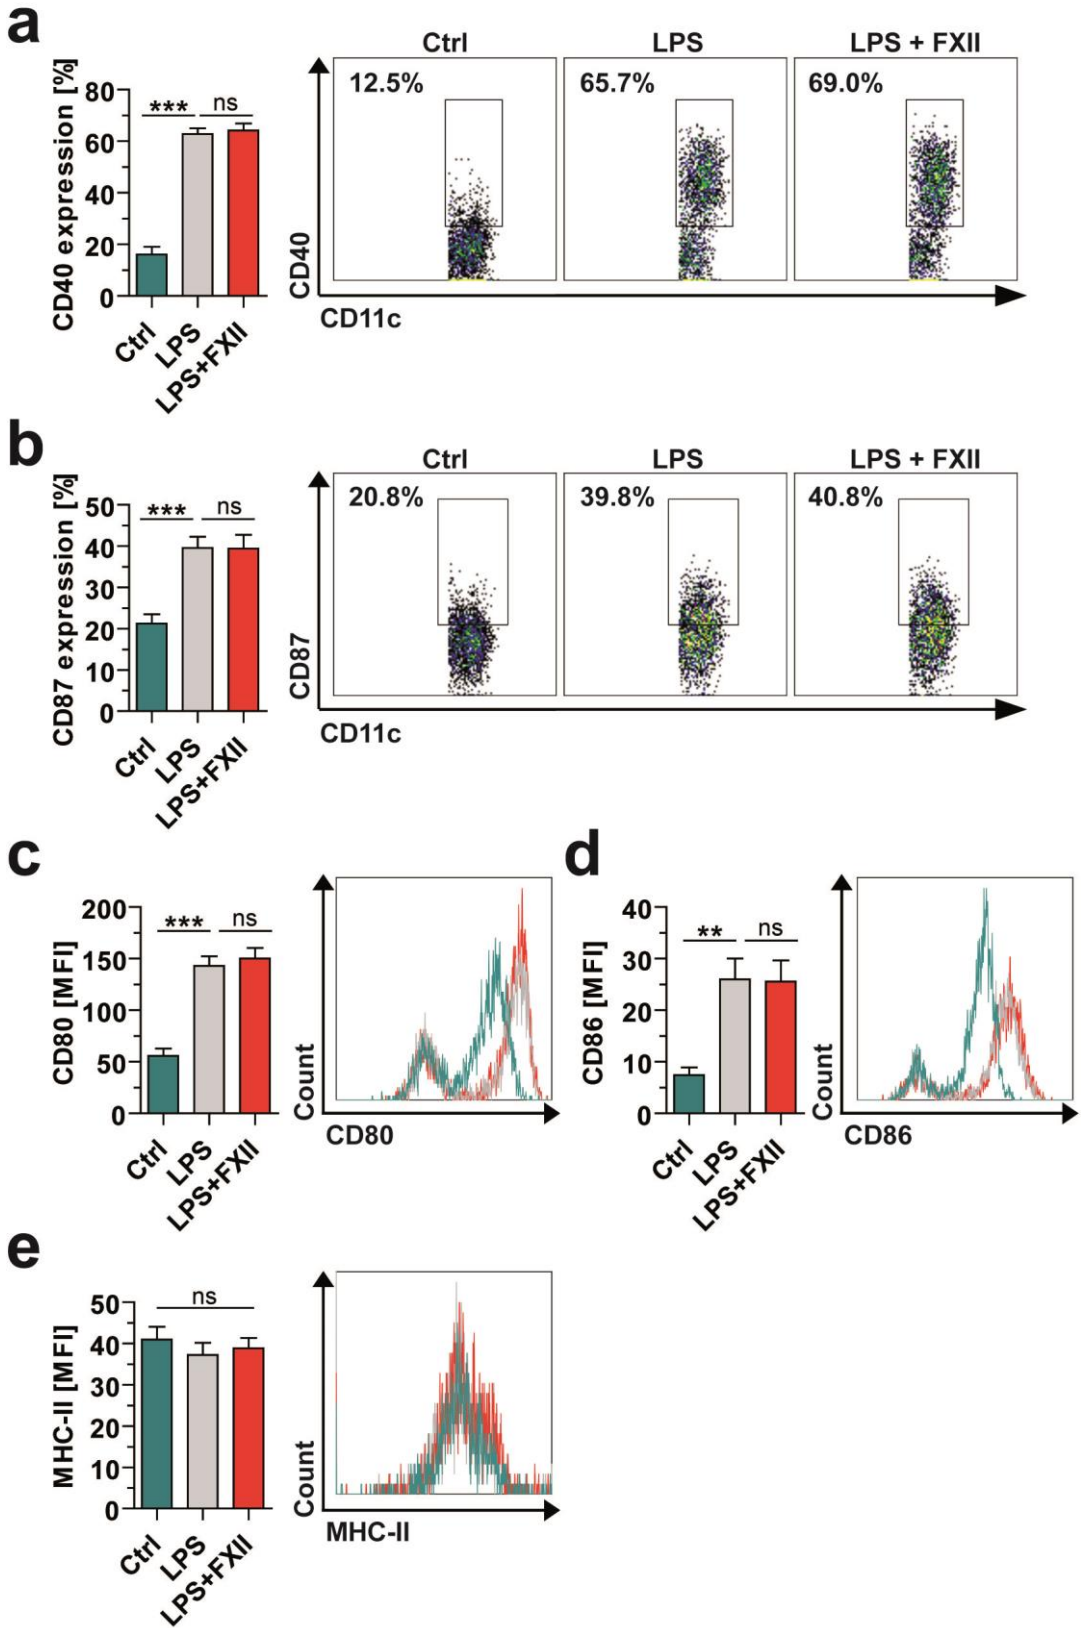 a
CD40 expression [%]
80
60
40
20
0
*** ns
Ctrl
LPS
LPS+FXII
Ctrl
LPS
LPS + FXII
12.5%
65.7%
69.0%
CD40
CD11c
b
CD87 expression [%]
50
40
30
20
10
0
*** ns
Ctrl
LPS
LPS+FXII
Ctrl
LPS
LPS + FXII
20.8%
39.8%
40.8%
CD87
CD11c
c
CD80 [MFI]
200
150
100
50
0
*** ns
Ctrl
LPS
LPS+FXII
Count
CD80
d
CD86 [MFI]
40
30
20
10
0
** ns
Ctrl
LPS
LPS+FXII
Count
CD86
e
MHC-II [MFI]
50
40
30
20
10
0
ns
Ctrl
LPS
LPS+FXII
Count
MHC-II